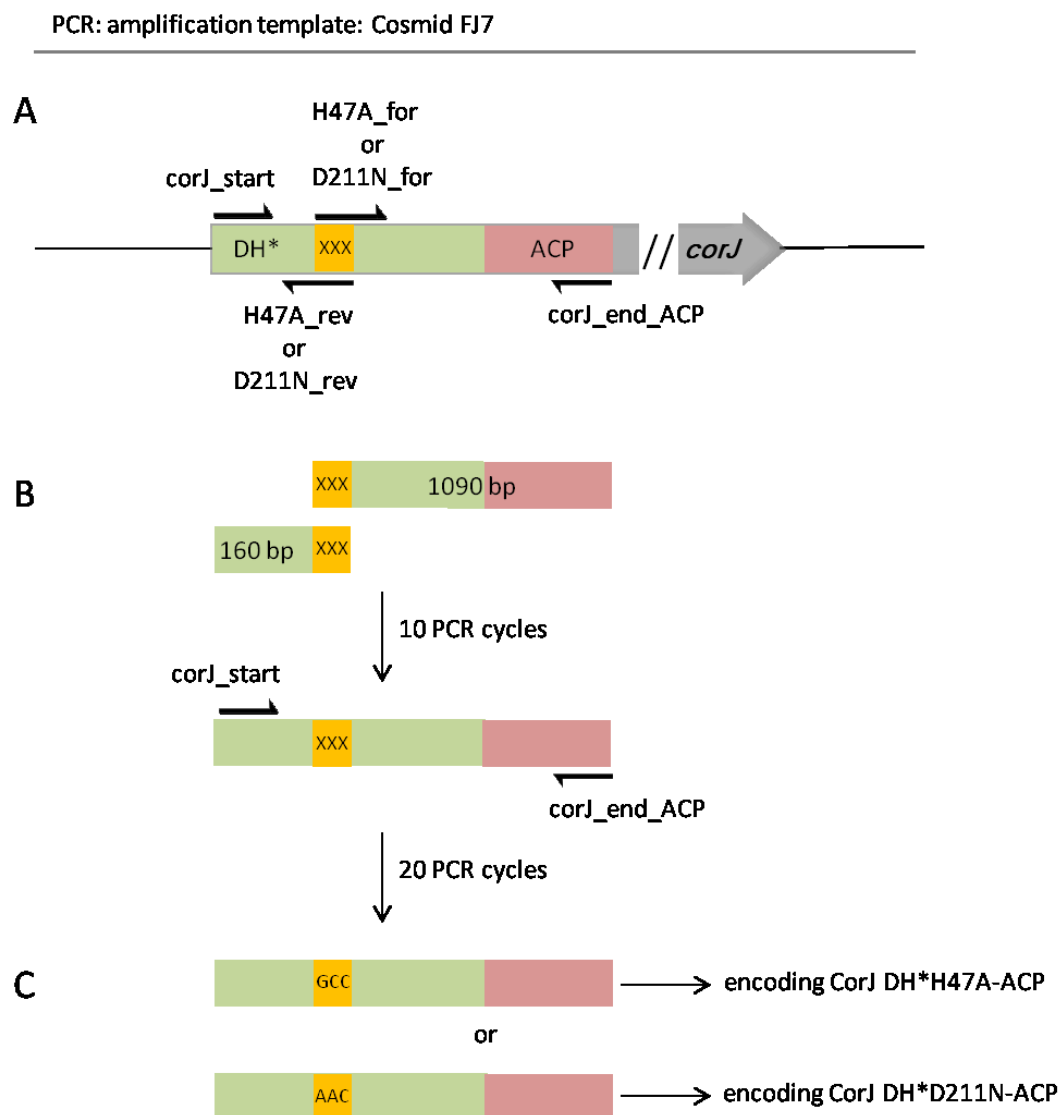 PCR: amplification template: Cosmid FJ7
A
H47A_for
or
D211N_for
corJ_start
DH*
XXX
ACP
//
corJ
H47A_rev
or
D211N_rev
corJ_end_ACP
B
XXX
1090 bp
160 bp
XXX
10 PCR cycles
corJ_start
XXX
corJ_end_ACP
20 PCR cycles
C
GCC
encoding CorJ DH*H47A-ACP
or
AAC
encoding CorJ DH*D211N-ACP